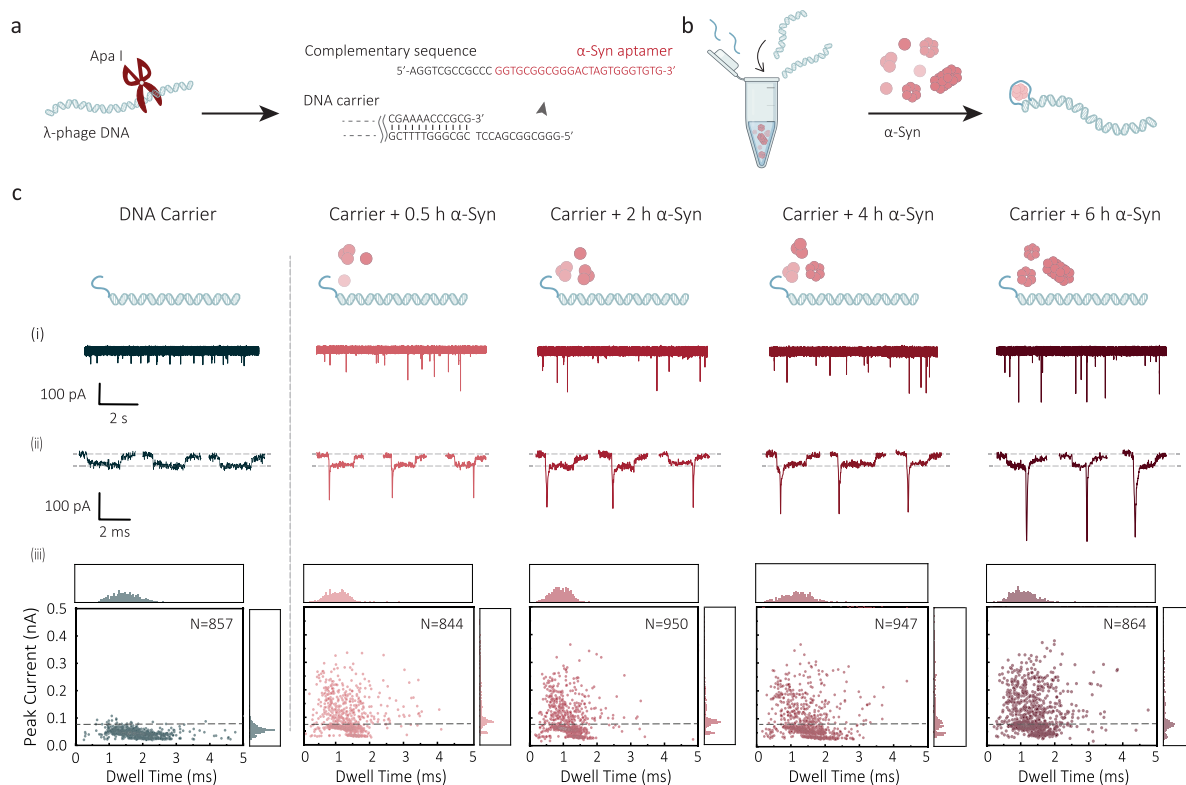 a
Apa I
λ-phage DNA
Complementary sequence
α-Syn aptamer
5′-AGGTCGCCGCCC GGTGCGGCGGGACTAGTGGGTGTG-3′
DNA carrier
CGAAAACCCGCG-3′
GCTTTTGGGCGC TCCAGCGGCGGG-5′
b
α-Syn
c
DNA Carrier
Carrier + 0.5 h α-Syn
Carrier + 2 h α-Syn
Carrier + 4 h α-Syn
Carrier + 6 h α-Syn
(i)
100 pA
2 s
(ii)
100 pA
2 ms
(iii)
Peak Current (nA)
0.5
0.4
0.3
0.2
0.1
0.0
N=857
N=844
N=950
N=947
N=864
0 1 2 3 4 5
0 1 2 3 4 5
0 1 2 3 4 5
0 1 2 3 4 5
0 1 2 3 4 5
Dwell Time (ms)
Dwell Time (ms)
Dwell Time (ms)
Dwell Time (ms)
Dwell Time (ms)